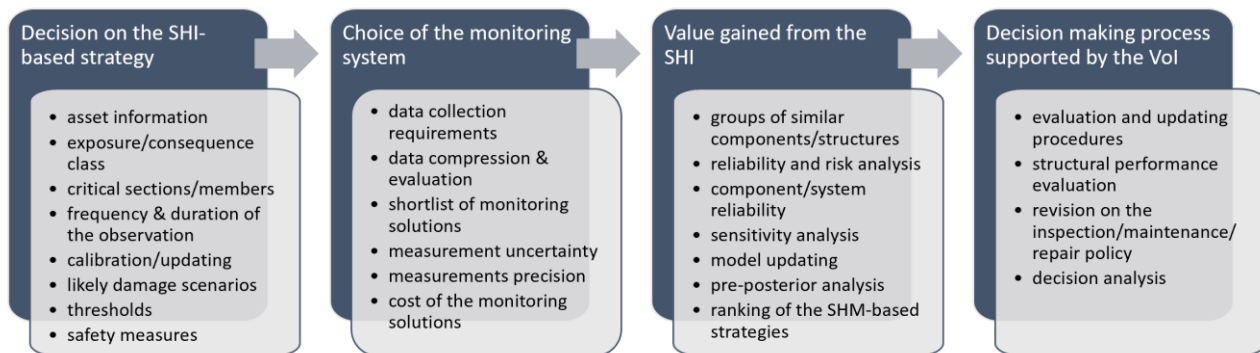 Decision on the SHI-
based strategy
• asset information
• exposure/consequence
class
• critical sections/members
• frequency & duration of
the observation
• calibration/updating
• likely damage scenarios
• thresholds
• safety measures
Choice of the monitoring
system
• data collection
requirements
• data compression &
evaluation
• shortlist of monitoring
solutions
• measurement uncertainty
• measurements precision
• cost of the monitoring
solutions
Value gained from the
SHI
• groups of similar
components/structures
• reliability and risk analysis
• component/system
reliability
• sensitivity analysis
• model updating
• pre-posterior analysis
• ranking of the SHM-based
strategies
Decision making process
supported by the VoI
• evaluation and updating
procedures
• structural performance
evaluation
• revision on the
inspection/maintenance/
repair policy
• decision analysis